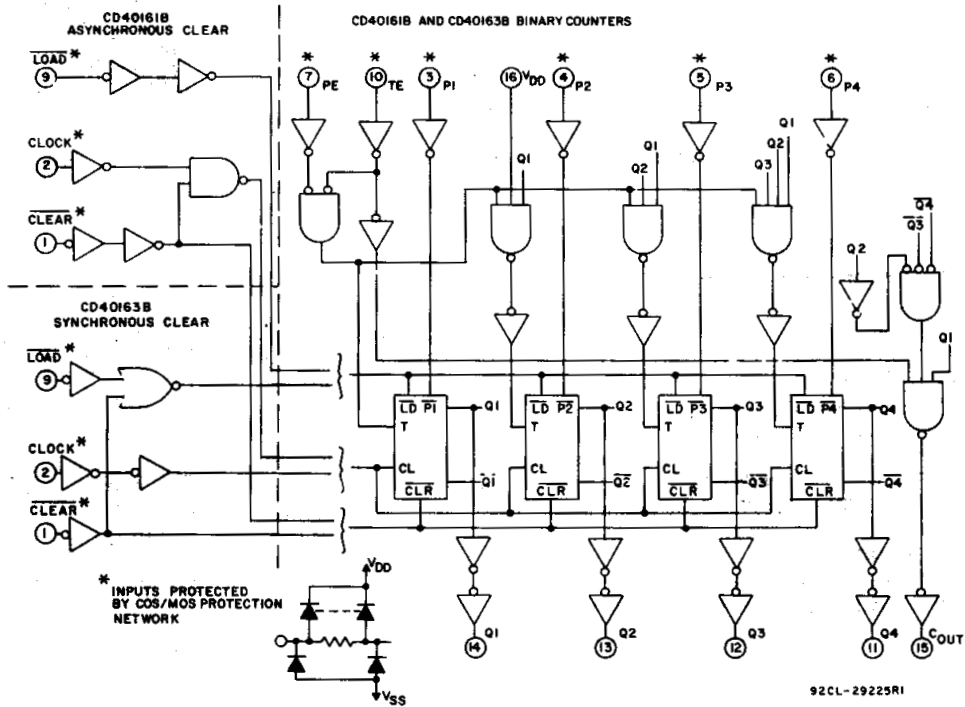 CD40161B
ASYNCHRONOUS CLEAR
CD40161B AND CD40163B BINARY COUNTERS
LOAD *
9
CLOCK *
2
CLEAR *
1
CD40163B
SYNCHRONOUS CLEAR
LOAD *
9
CLOCK *
2
CLEAR *
1
* 7 PE
* 10 TE
* 3 P1
16 VDD
* 4 P2
* 5 P3
* 6 P4
Q1
Q2 Q1
Q3 Q2 Q1
Q2 Q3 Q4
Q1
LD P1
T
CL
CLR
Q1
Q1
LD P2
T
CL
CLR
Q2
Q2
LD P3
T
CL
CLR
Q3
Q3
LD P4
T
CL
CLR
Q4
Q4
* INPUTS PROTECTED
BY COS/MOS PROTECTION
NETWORK
VDD
VSS
14 Q1
13 Q2
12 Q3
11 Q4
15 COUT
92CL-29225R1